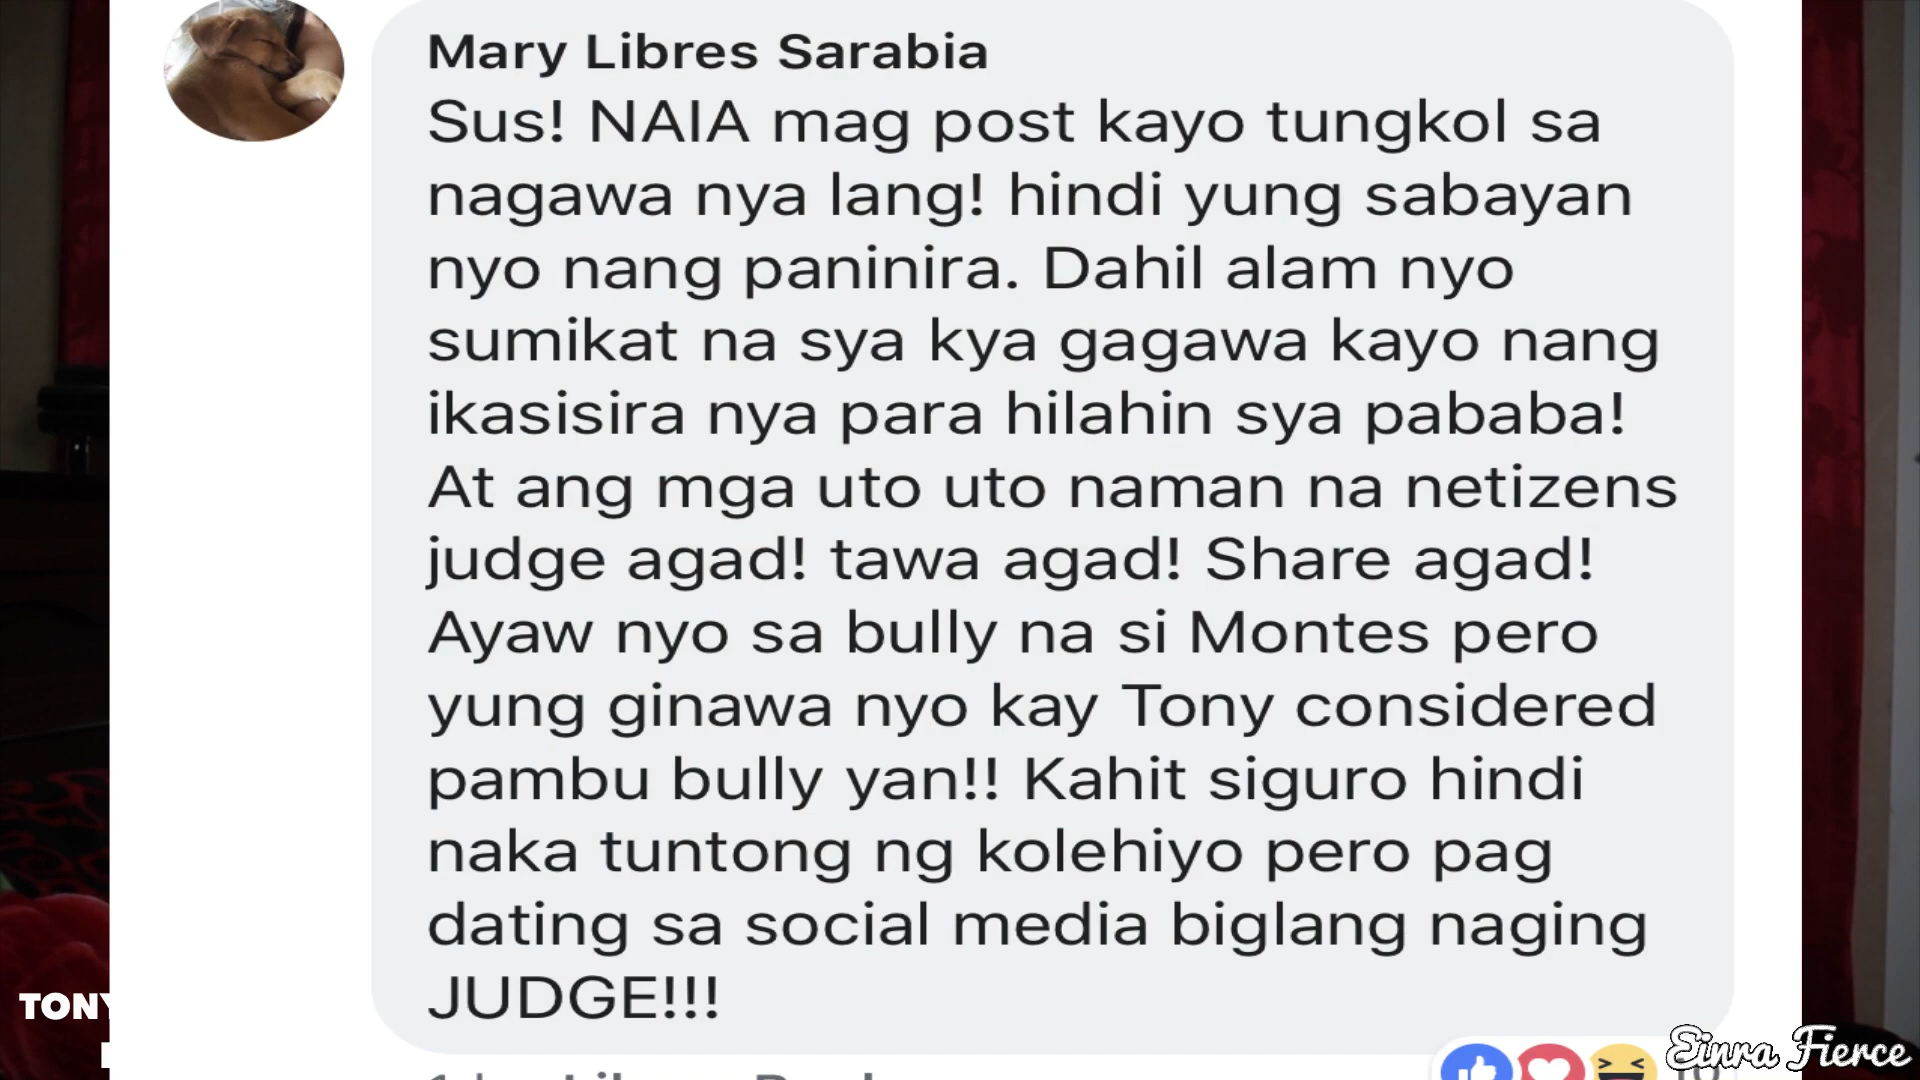 Mary Libres Sarabia
Sus! NAIA mag post kayo tungkol sa
nagawa nya lang! hindi yung sabayan
nyo nang paninira. Dahil alam nyo
sumikat na sya kya gagawa kayo nang
ikasisira nya para hilahin sya pababa!
At ang mga uto uto naman na netizens
judge agad! tawa agad! Share agad!
Ayaw nyo sa bully na si Montes pero
yung ginawa nyo kay Tony considered
pambu bully yan!! Kahit siguro hindi
naka tuntong ng kolehiyo pero pag
dating sa social media biglang naging
JUDGE!!!
TONY
Einra Fierce